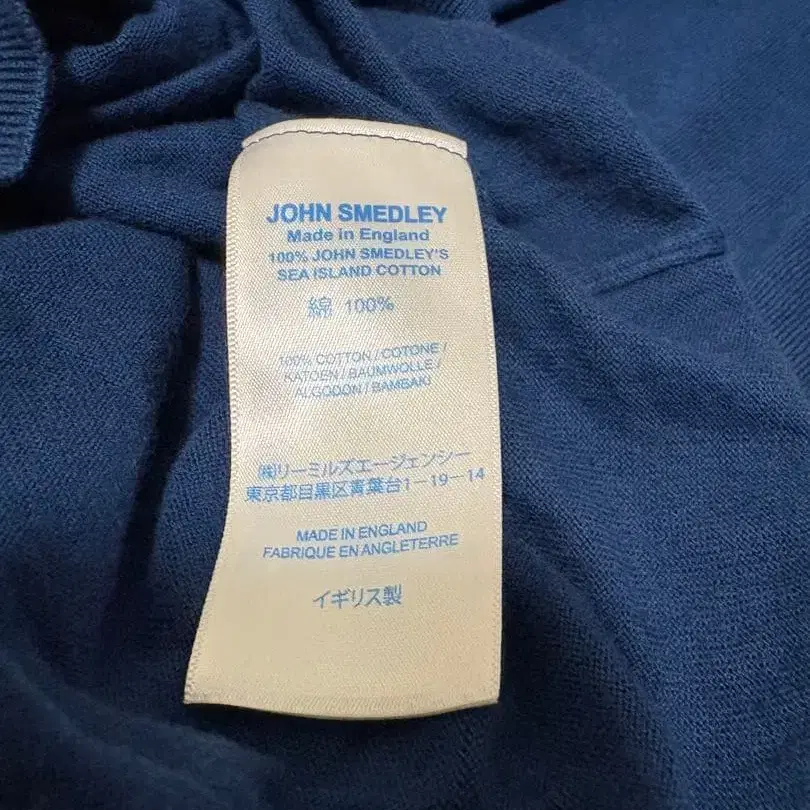 JOHN SMEDLEY
Made in England
100% JOHN SMEDLEY'S
SEA ISLAND COTTON
綿 100%
100% COTTON / COTONE /
KATOEN / BAUMWOLLE /
ALGODON / BAMBAKI
㈱リーミルズエージェンシー
東京都目黒区青葉台1-19-14
MADE IN ENGLAND
FABRIQUE EN ANGLETERRE
イギリス製